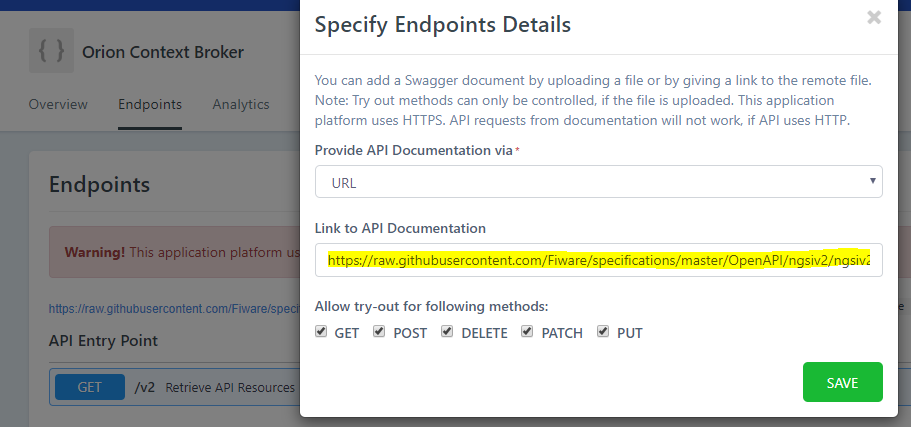 Specify Endpoints Details
×
{ } Orion Context Broker
Overview Endpoints Analytics
You can add a Swagger document by uploading a file or by giving a link to the remote file.
Note: Try out methods can only be controlled, if the file is uploaded. This application
platform uses HTTPS. API requests from documentation will not work, if API uses HTTP.
Provide API Documentation via*
URL
Link to API Documentation
https://raw.githubusercontent.com/Fiware/specifications/master/OpenAPI/ngsiv2/ngsiv2
Allow try-out for following methods:
GET POST DELETE PATCH PUT
SAVE
Endpoints
Warning! This application platform us
https://raw.githubusercontent.com/Fiware/speci
API Entry Point
GET /v2 Retrieve API Resources